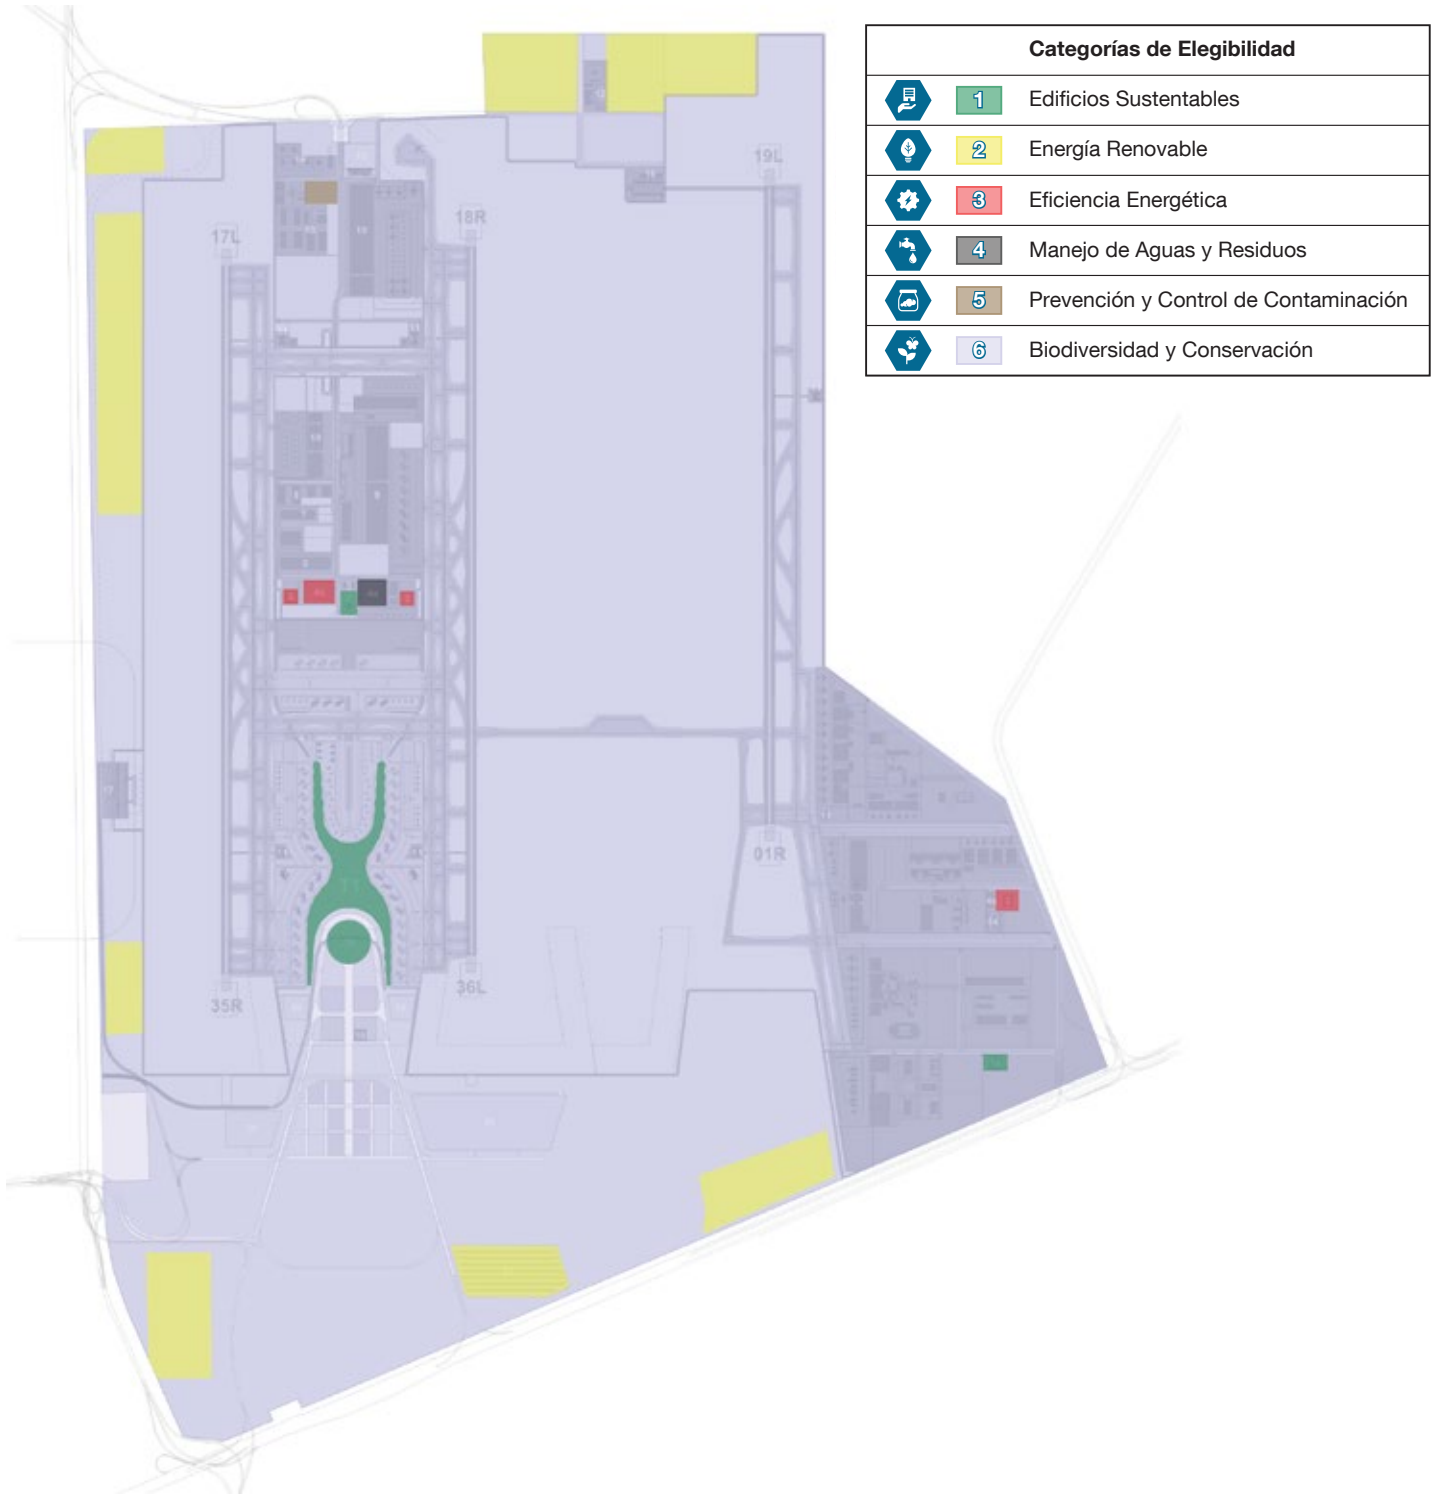 Categorías de Elegibilidad
1 Edificios Sustentables
2 Energía Renovable
3 Eficiencia Energética
4 Manejo de Aguas y Residuos
5 Prevención y Control de Contaminación
6 Biodiversidad y Conservación
19L
18R
17L
01R
36L
35R